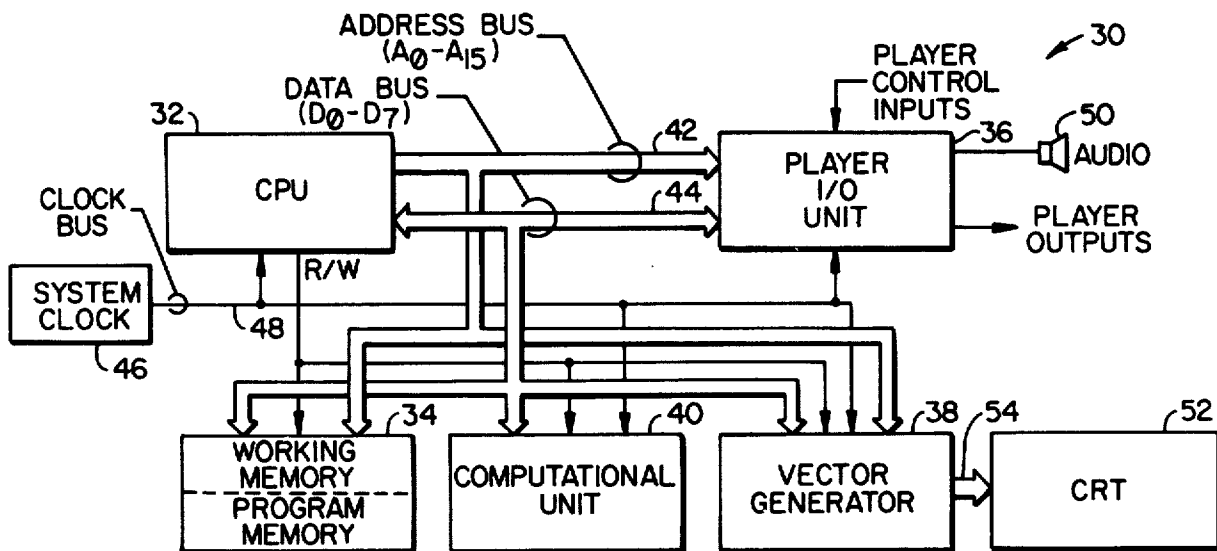 ADDRESS BUS
(A0-A15)
30
PLAYER
CONTROL
INPUTS
DATA BUS
(D0-D7)
32
42
36
50
CPU
PLAYER
I/O
UNIT
AUDIO
44
CLOCK
BUS
PLAYER
OUTPUTS
R/W
SYSTEM
CLOCK
48
46
34
40
38
54
52
WORKING
MEMORY
PROGRAM
MEMORY
COMPUTATIONAL
UNIT
VECTOR
GENERATOR
CRT